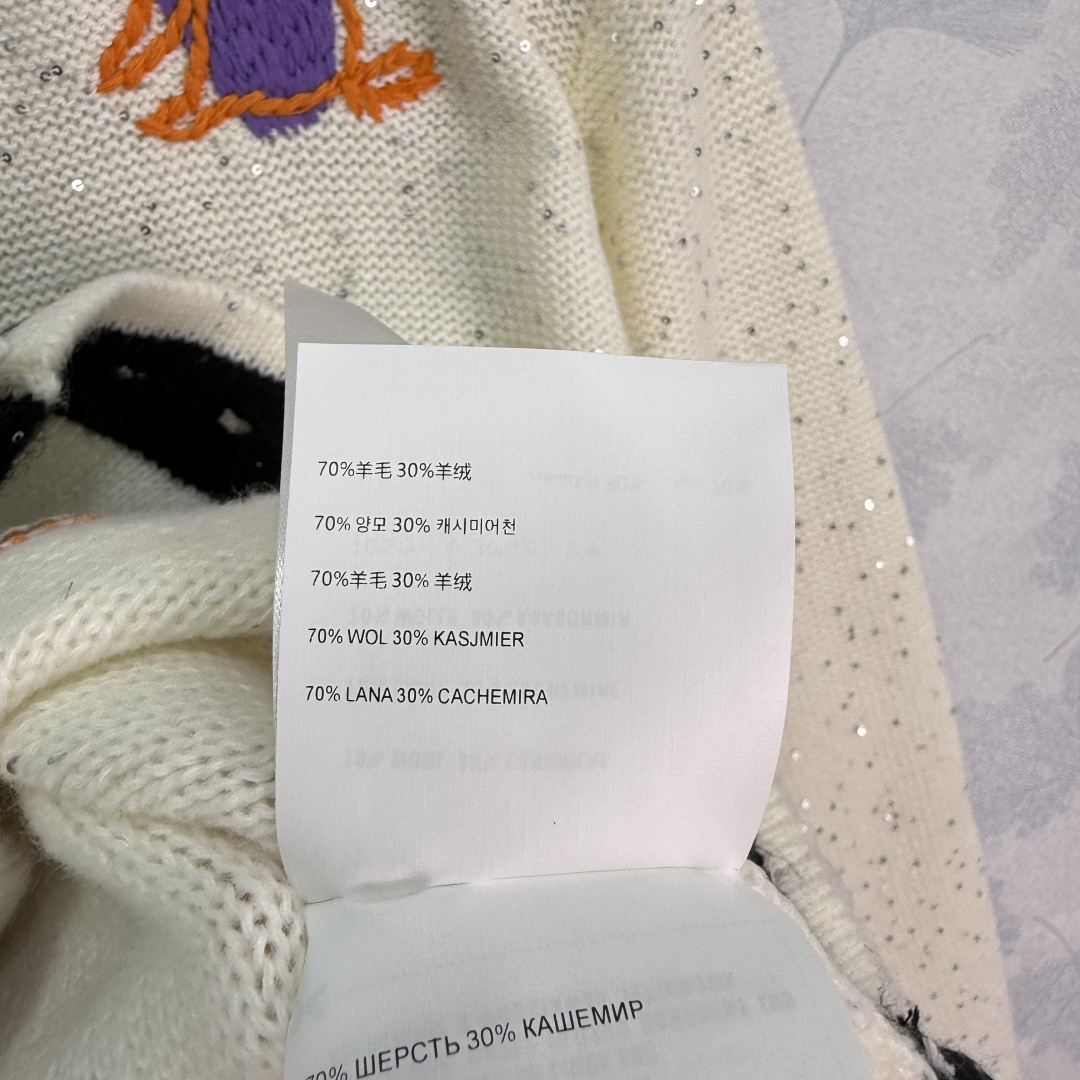 70%羊毛 30%羊绒
70% 양모 30% 캐시미어천
70%羊毛 30% 羊绒
70% WOL 30% KASJMIER
70% LANA 30% CACHEMIRA
70% ШЕРСТЬ 30% КАШЕМИР